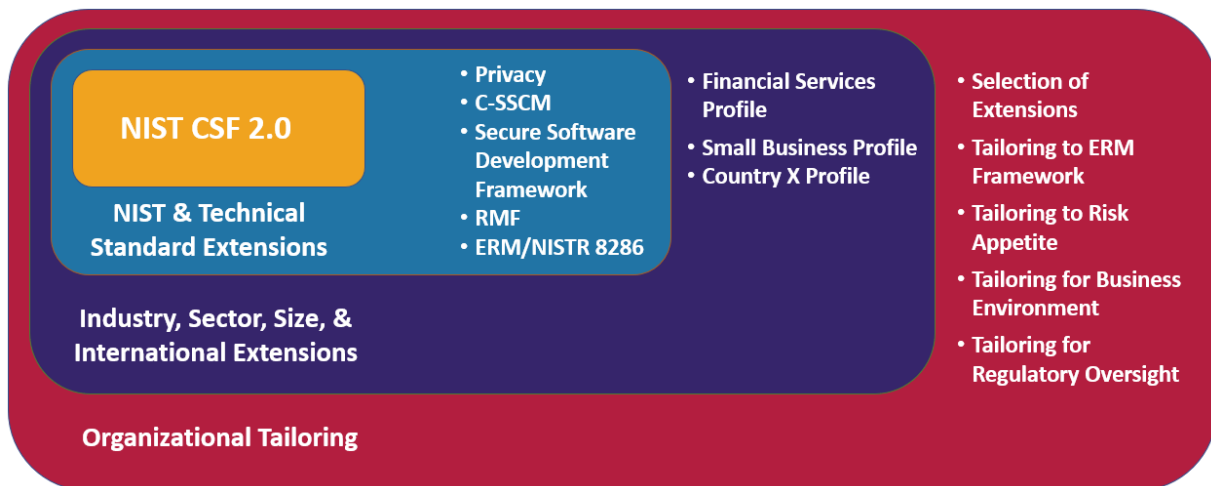 NIST CSF 2.0
NIST & Technical
Standard Extensions
• Privacy
• C-SSCM
• Secure Software
Development
Framework
• RMF
• ERM/NISTR 8286
Industry, Sector, Size, &
International Extensions
• Financial Services
Profile
• Small Business Profile
• Country X Profile
Organizational Tailoring
• Selection of
Extensions
• Tailoring to ERM
Framework
• Tailoring to Risk
Appetite
• Tailoring for Business
Environment
• Tailoring for
Regulatory Oversight